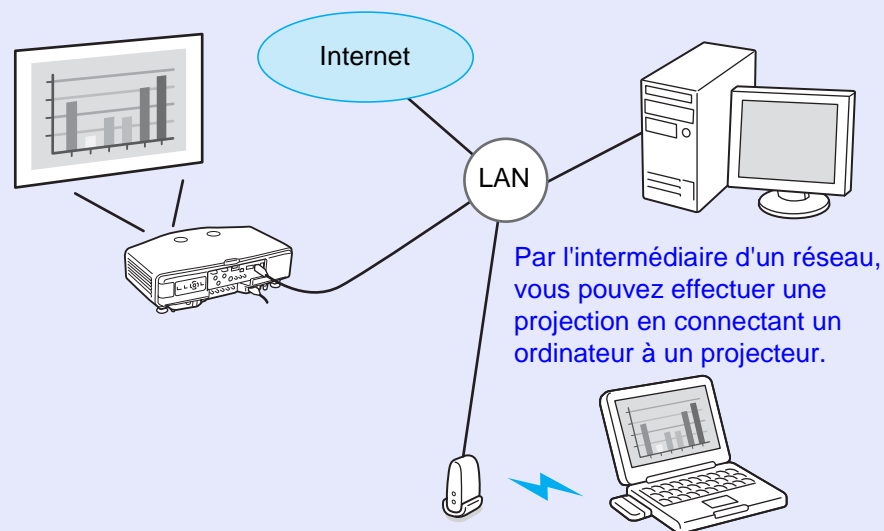 Internet
LAN
Par l'intermédiaire d'un réseau,
vous pouvez effectuer une
projection en connectant un
ordinateur à un projecteur.